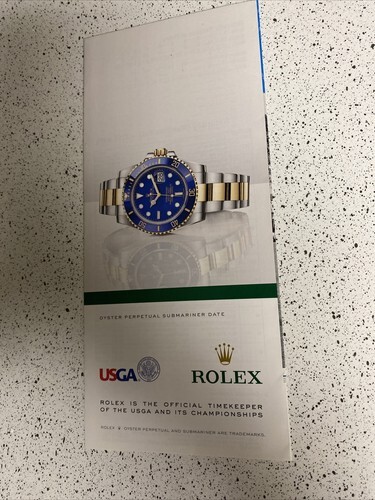 OYSTER PERPETUAL SUBMARINER DATE
USGA
ROLEX
ROLEX IS THE OFFICIAL TIMEKEEPER
OF THE USGA AND ITS CHAMPIONSHIPS
ROLEX OYSTER PERPETUAL AND SUBMARINER ARE TRADEMARKS.